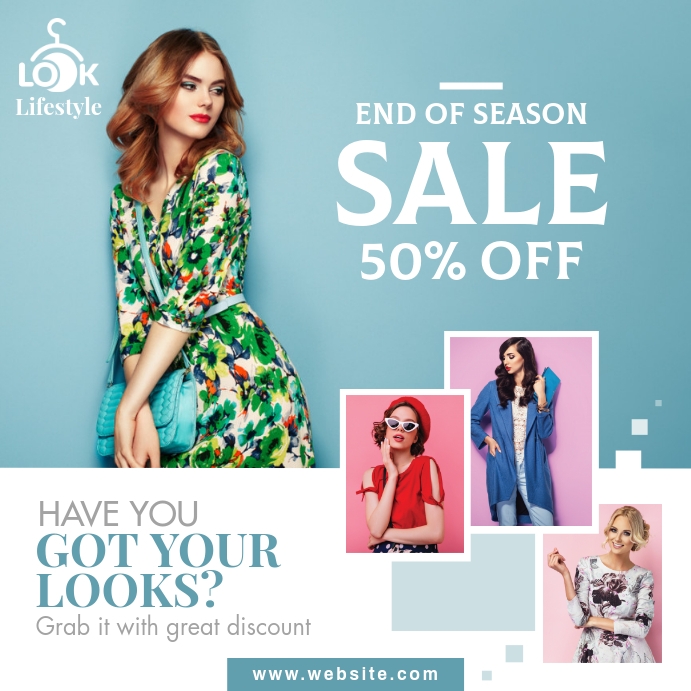 LOOK
Lifestyle
END OF SEASON
SALE
50% OFF
HAVE YOU
GOT YOUR
LOOKS?
Grab it with great discount
www.website.com